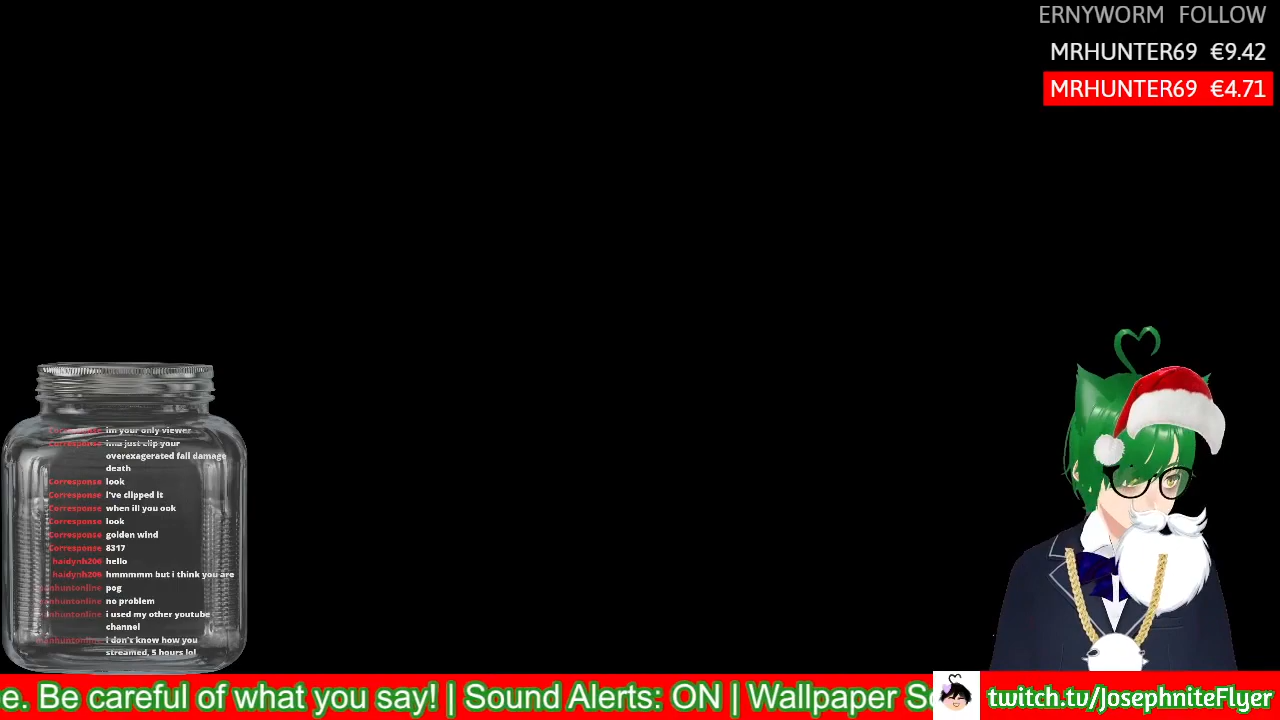 ERNYWORM FOLLOW
MRHUNTER69 €9.42
MRHUNTER69 €4.71
Corresponse im your only viewer
Corresponse ima just clip your
overexagerated fall damage
death
Corresponse look
Corresponse i've clipped it
Corresponse when ill you ook
Corresponse look
Corresponse golden wind
Corresponse 8317
haidynh206 hello
haidynh206 hmmmmm but i think you are
pog
no problem
i used my other youtube
channel
i don't know how you
streamed, 5 hours lol
e. Be careful of what you say! | Sound Alerts: ON | Wallpaper Sc
twitch.tv/JosephniteFlyer